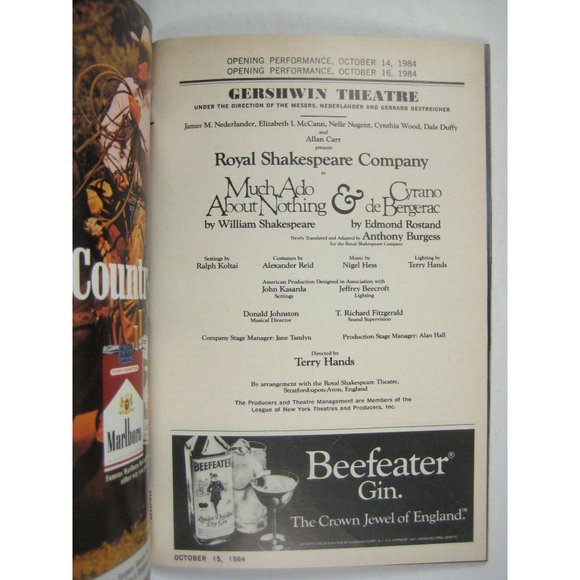 OPENING PERFORMANCE, OCTOBER 14, 1984
OPENING PERFORMANCE, OCTOBER 16, 1984
GERSHWIN THEATRE
UNDER THE DIRECTION OF THE MESSRS. NEDERLANDER AND GERRARD OESTREICHER
James M. Nederlander, Elizabeth I. McCann, Nelle Nugent, Cynthia Wood, Dale Duffy
and
Allan Carr
present
Royal Shakespeare Company
in
Much Ado About Nothing & Cyrano de Bergerac
by William Shakespeare by Edmond Rostand
Newly Translated and Adapted by Anthony Burgess
for the Royal Shakespeare Company
Settings by Costumes by Music by Lighting by
Ralph Koltai Alexander Reid Nigel Hess Terry Hands
American Production Designed in Association with
John Kasarda Jeffrey Beecroft
Settings Lighting
Donald Johnston T. Richard Fitzgerald
Musical Director Sound Supervision
Company Stage Manager: Jane Tamlyn Production Stage Manager: Alan Hall
Directed by
Terry Hands
By arrangement with the Royal Shakespeare Theatre,
Stratford-upon-Avon, England
The Producers and Theatre Management are Members of the
League of New York Theatres and Producers, Inc.
BEEFEATER
London Distilled
Dry Gin
Beefeater®
Gin.
The Crown Jewel of England.™
OCTOBER 15, 1984
Count
Marlboro